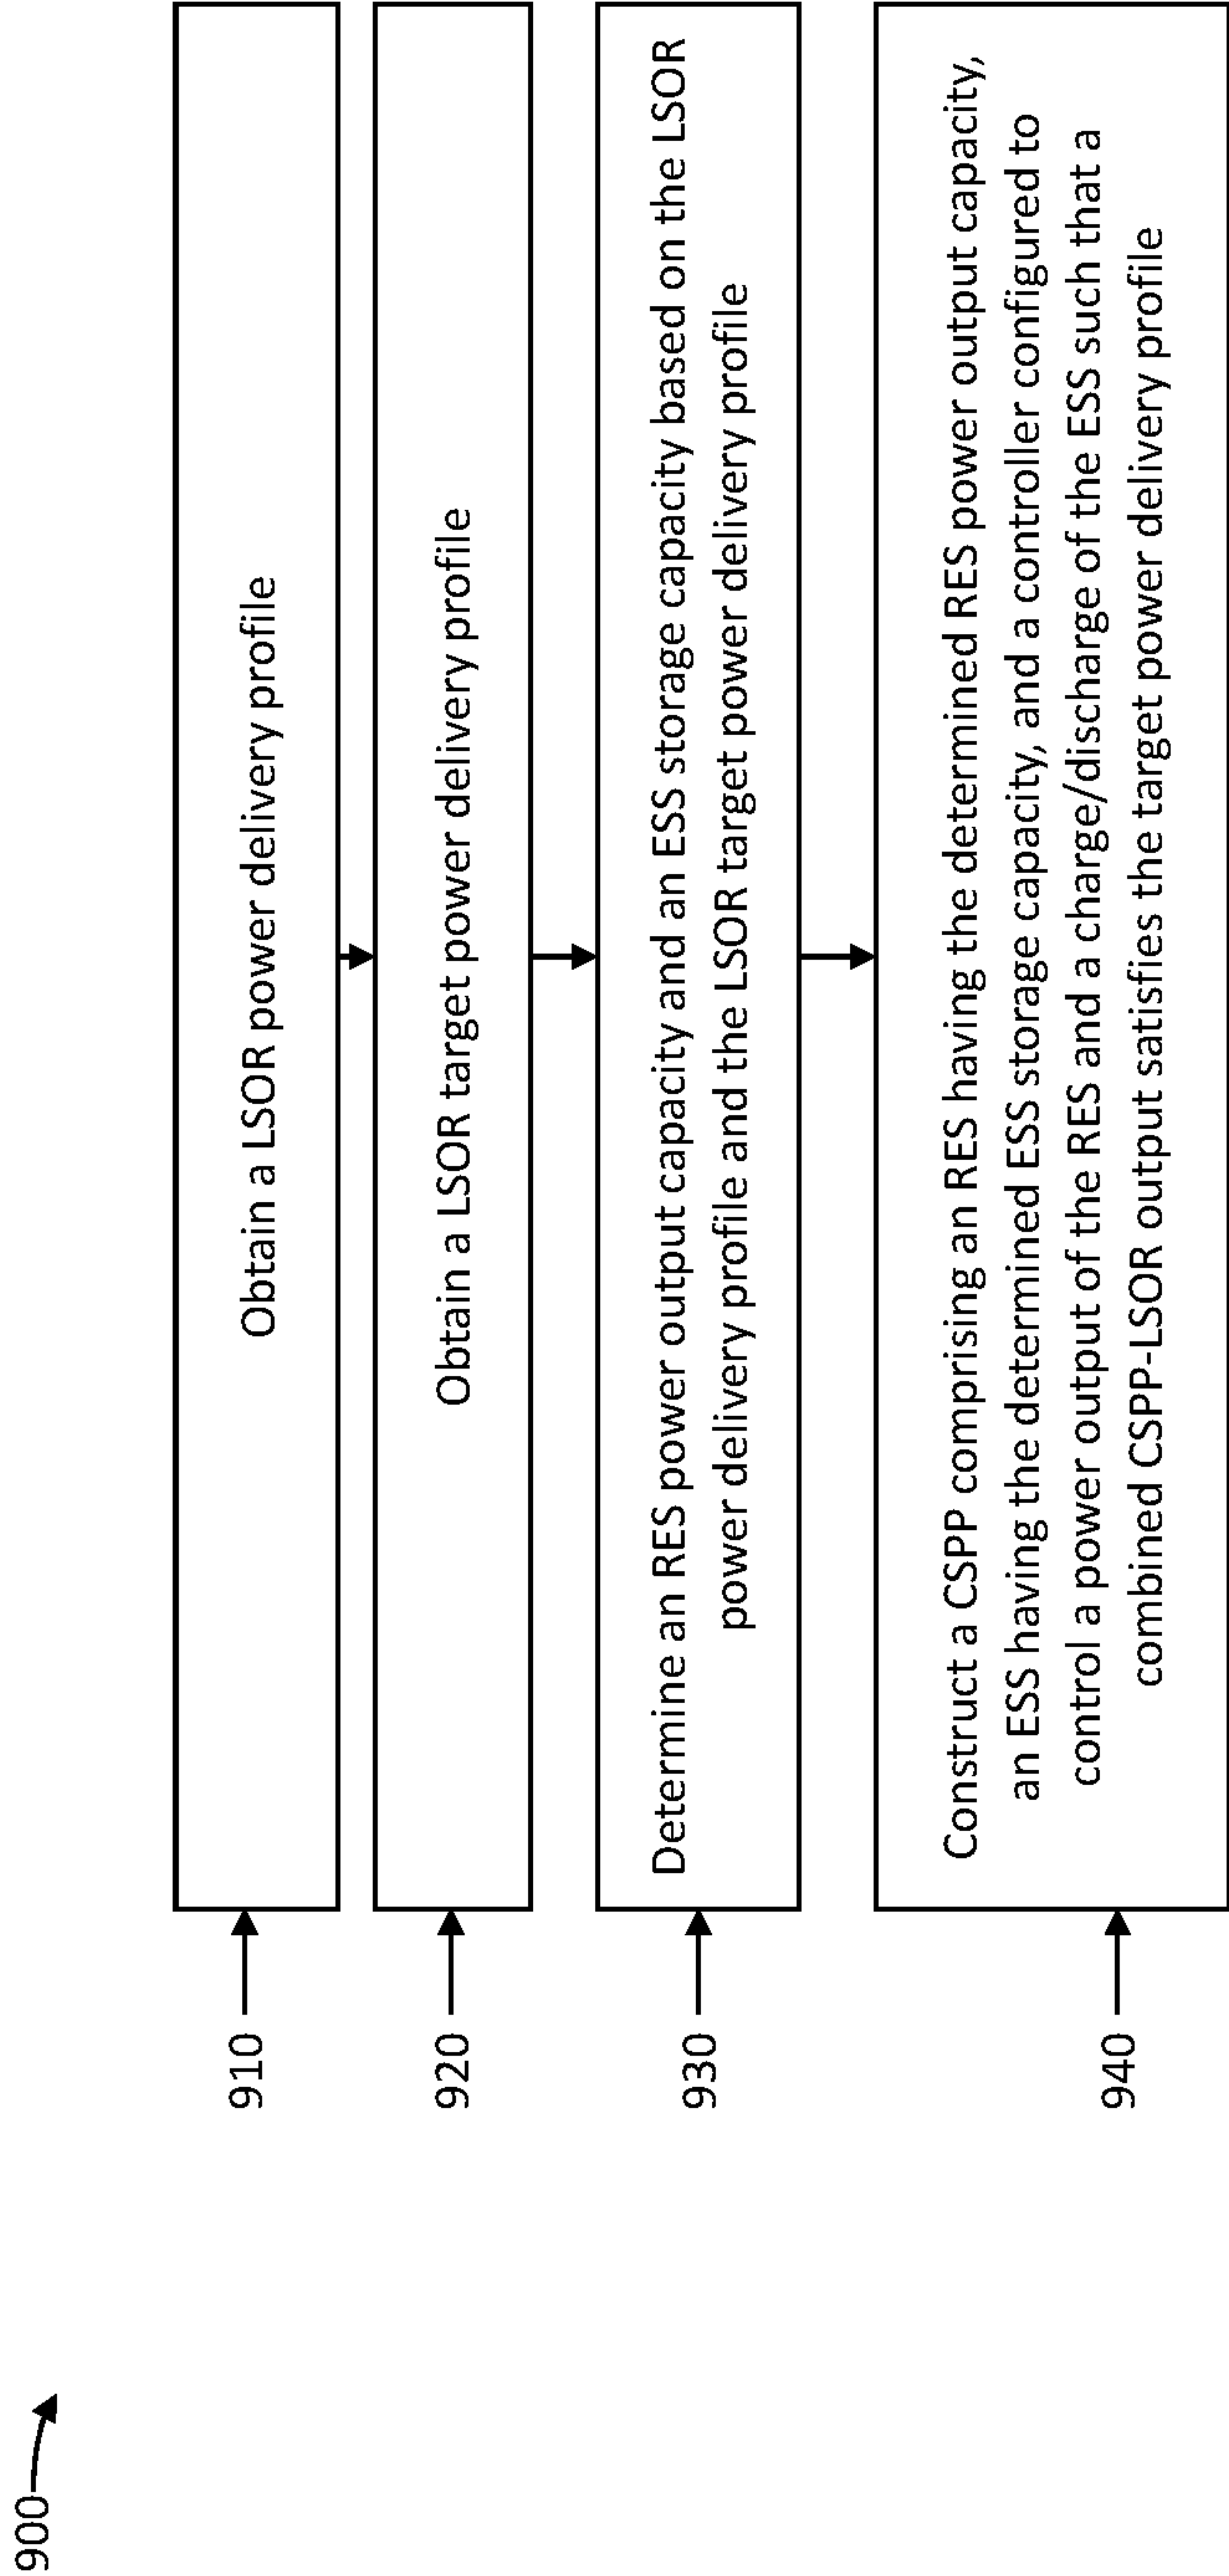 900
910
Obtain a LSOR power delivery profile
920
Obtain a LSOR target power delivery profile
930
Determine an RES power output capacity and an ESS storage capacity based on the LSOR
power delivery profile and the LSOR target power delivery profile
940
Construct a CSPP comprising an RES having the determined RES power output capacity,
an ESS having the determined ESS storage capacity, and a controller configured to
control a power output of the RES and a charge/discharge of the ESS such that a
combined CSPP-LSOR output satisfies the target power delivery profile